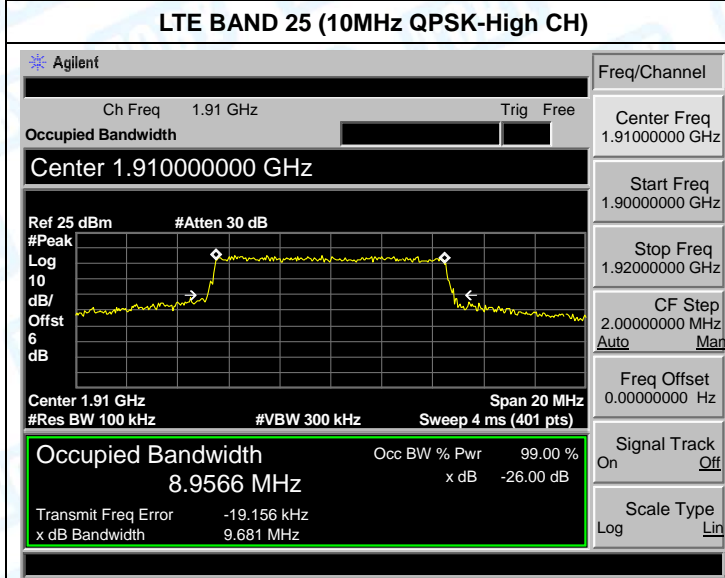 LTE BAND 25 (10MHz QPSK-High CH)
Agilent
Ch Freq 1.91 GHz Trig Free
Occupied Bandwidth
Center 1.910000000 GHz
Ref 25 dBm #Atten 30 dB
#Peak
Log
10
dB/
Offst
6
dB
Center 1.91 GHz Span 20 MHz
#Res BW 100 kHz #VBW 300 kHz Sweep 4 ms (401 pts)
Occupied Bandwidth Occ BW % Pwr 99.00 %
8.9566 MHz x dB -26.00 dB
Transmit Freq Error -19.156 kHz
x dB Bandwidth 9.681 MHz
Freq/Channel
Center Freq
1.91000000 GHz
Start Freq
1.90000000 GHz
Stop Freq
1.92000000 GHz
CF Step
2.00000000 MHz
Auto Man
Freq Offset
0.00000000 Hz
Signal Track
On Off
Scale Type
Log Lin